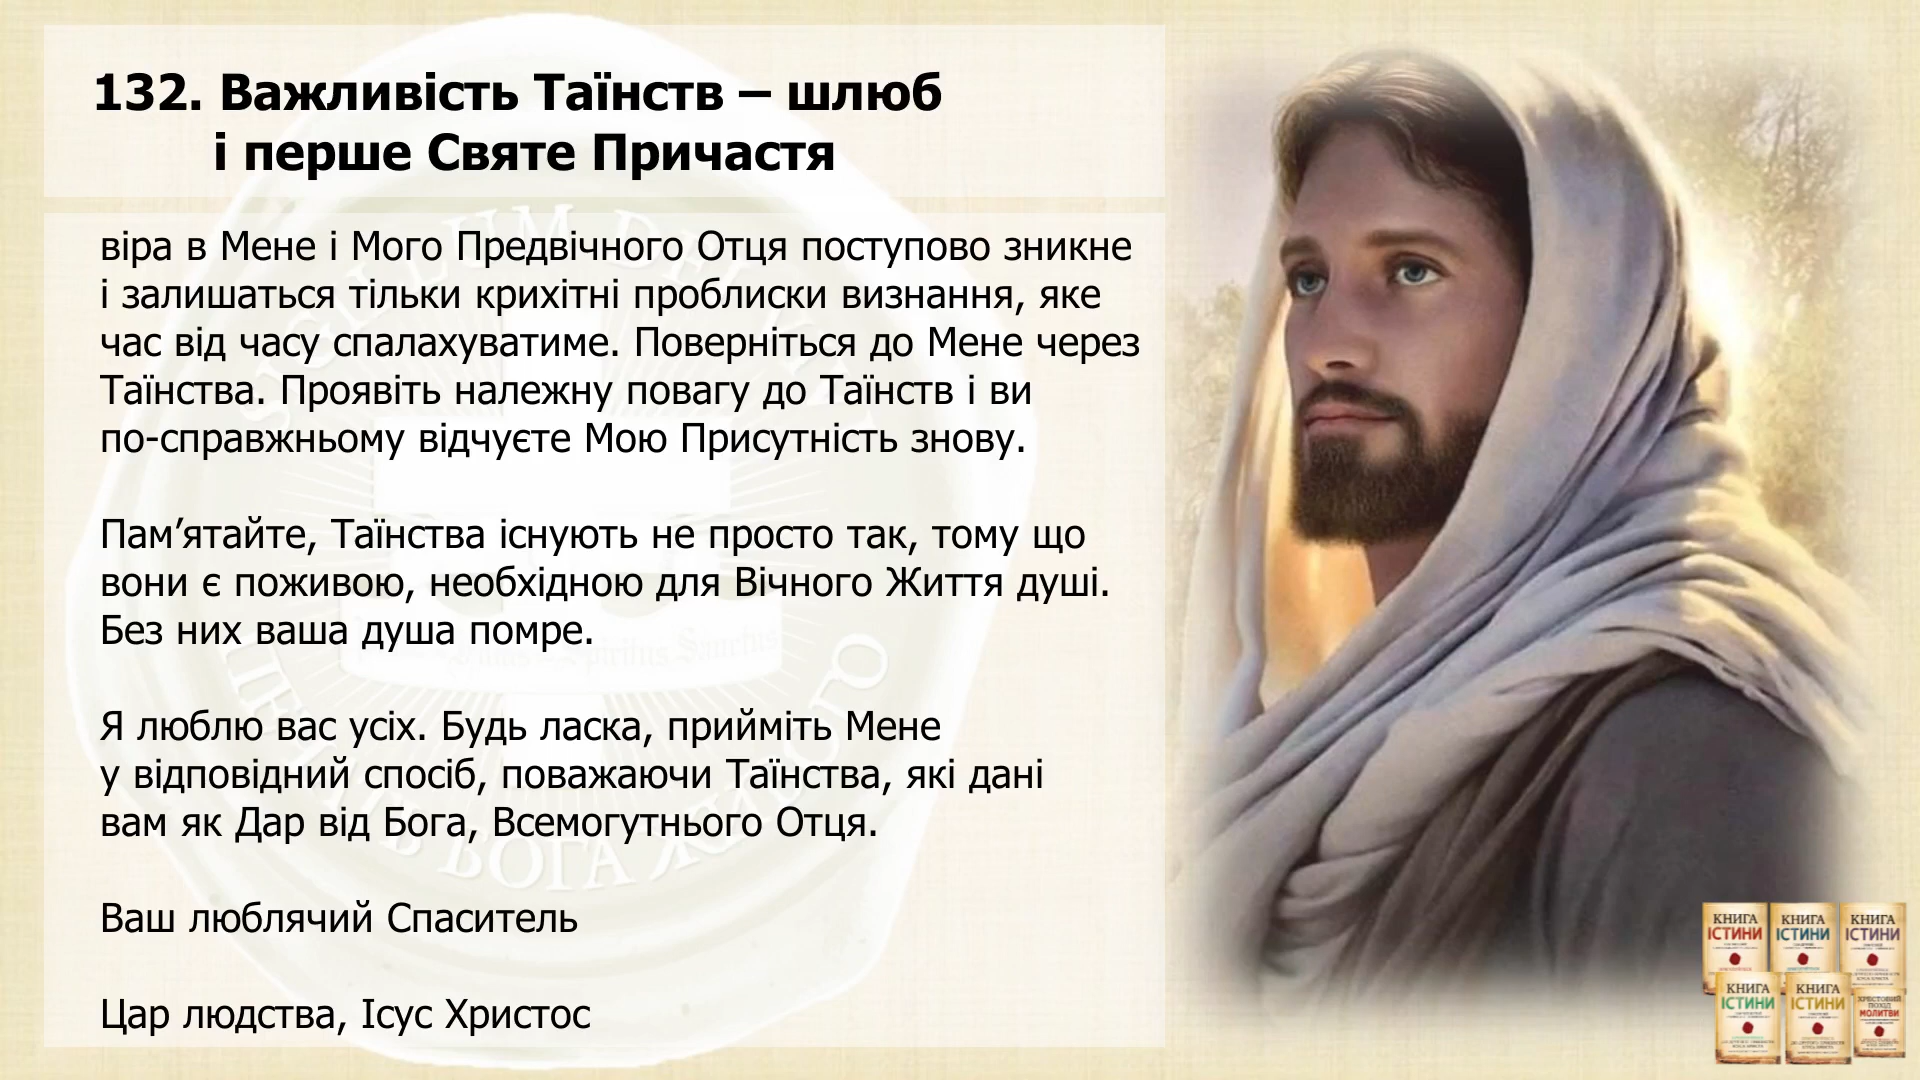 132. Важливість Таїнств – шлюб
і перше Святе Причастя
віра в Мене і Мого Предвічного Отця поступово зникне
і залишаться тільки крихітні проблиски визнання, яке
час від часу спалахуватиме. Поверніться до Мене через
Таїнства. Проявіть належну повагу до Таїнств і ви
по-справжньому відчуєте Мою Присутність знову.
Пам’ятайте, Таїнства існують не просто так, тому що
вони є поживою, необхідною для Вічного Життя душі.
Без них ваша душа помре.
Я люблю вас усіх. Будь ласка, прийміть Мене
у відповідний спосіб, поважаючи Таїнства, які дані
вам як Дар від Бога, Всемогутнього Отця.
Ваш люблячий Спаситель
Цар людства, Ісус Христос
SIGILLUM DEI
Spiritus Sanctus
БОГА
КНИГА ІСТИНИ
КНИГА ІСТИНИ
КНИГА ІСТИНИ
КНИГА ІСТИНИ
КНИГА ІСТИНИ
ХРЕСТОВИЙ ПОХІД МОЛИТВИ